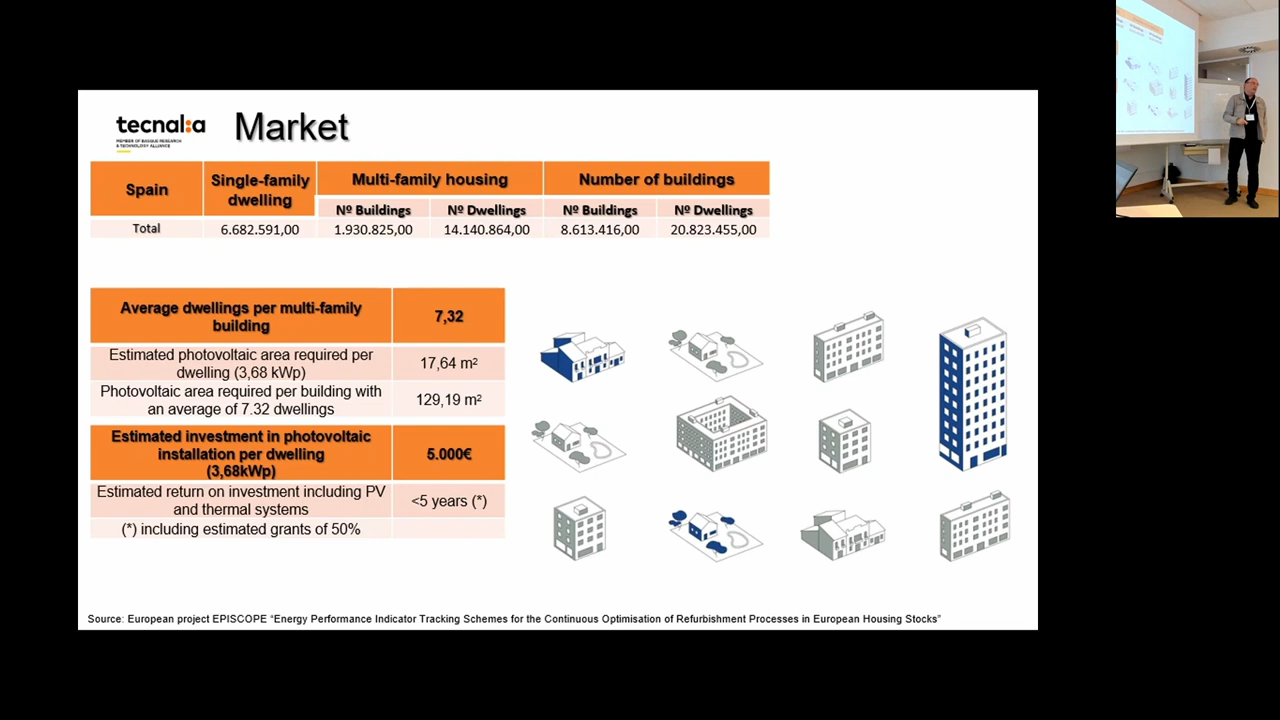 tecnal:a
MEMBER OF BASQUE RESEARCH
& TECHNOLOGY ALLIANCE
Market
Spain
Single-family
dwelling
Multi-family housing
Number of buildings
Nº Buildings
Nº Dwellings
Nº Buildings
Nº Dwellings
Total
6.682.591,00
1.930.825,00
14.140.864,00
8.613.416,00
20.823.455,00
Average dwellings per multi-family
building
7,32
Estimated photovoltaic area required per
dwelling (3,68 kWp)
17,64 m²
Photovoltaic area required per building with
an average of 7.32 dwellings
129,19 m²
Estimated investment in photovoltaic
installation per dwelling
(3,68kWp)
5.000€
Estimated return on investment including PV
and thermal systems
<5 years (*)
(*) including estimated grants of 50%
Source: European project EPISCOPE “Energy Performance Indicator Tracking Schemes for the Continuous Optimisation of Refurbishment Processes in European Housing Stocks”